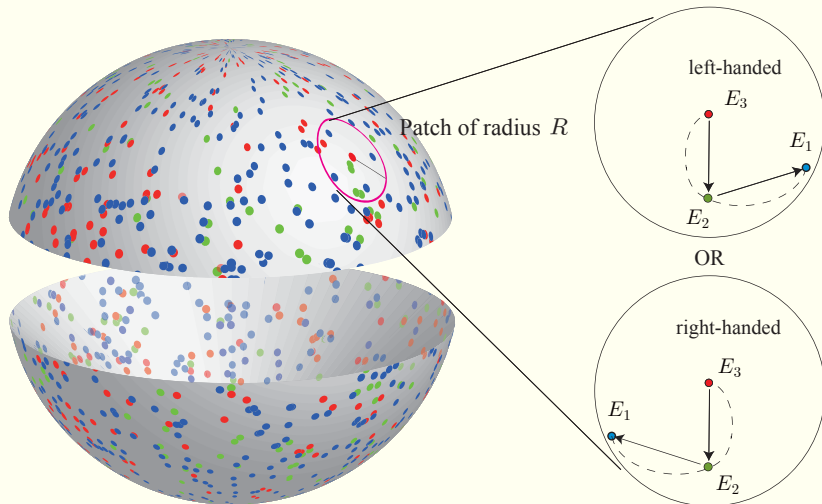 left-handed
E₃
Patch of radius R
E₁
E₂
OR
right-handed
E₃
E₁
E₂